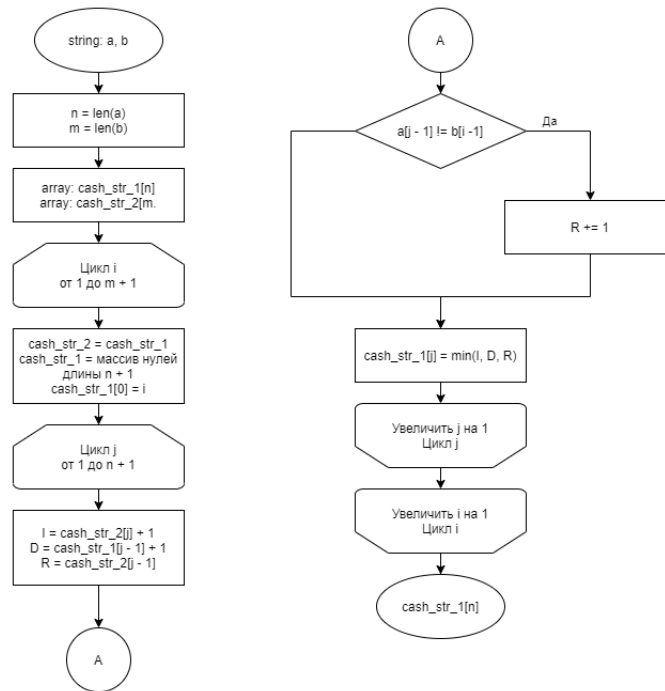 string: a, b
n = len(a)
m = len(b)
array: cash_str_1[n]
array: cash_str_2[m.
Цикл i
от 1 до m + 1
cash_str_2 = cash_str_1
cash_str_1 = массив нулей
длины n + 1
cash_str_1[0] = i
Цикл j
от 1 до n + 1
I = cash_str_2[j] + 1
D = cash_str_1[j - 1] + 1
R = cash_str_2[j - 1]
A
A
a[j - 1] != b[i -1]
Да
R += 1
cash_str_1[j] = min(I, D, R)
Увеличить j на 1
Цикл j
Увеличить i на 1
Цикл i
cash_str_1[n]